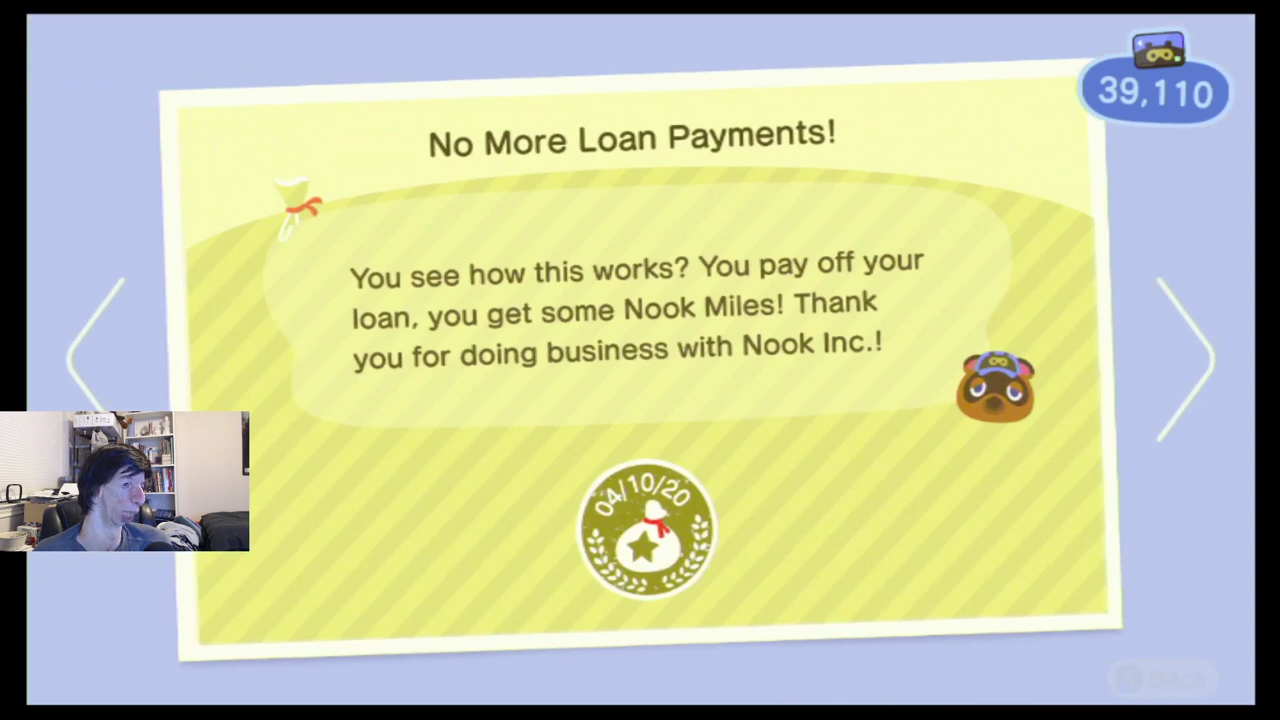 39,110
No More Loan Payments!
You see how this works? You pay off your
loan, you get some Nook Miles! Thank
you for doing business with Nook Inc.!
04/10/20
Back